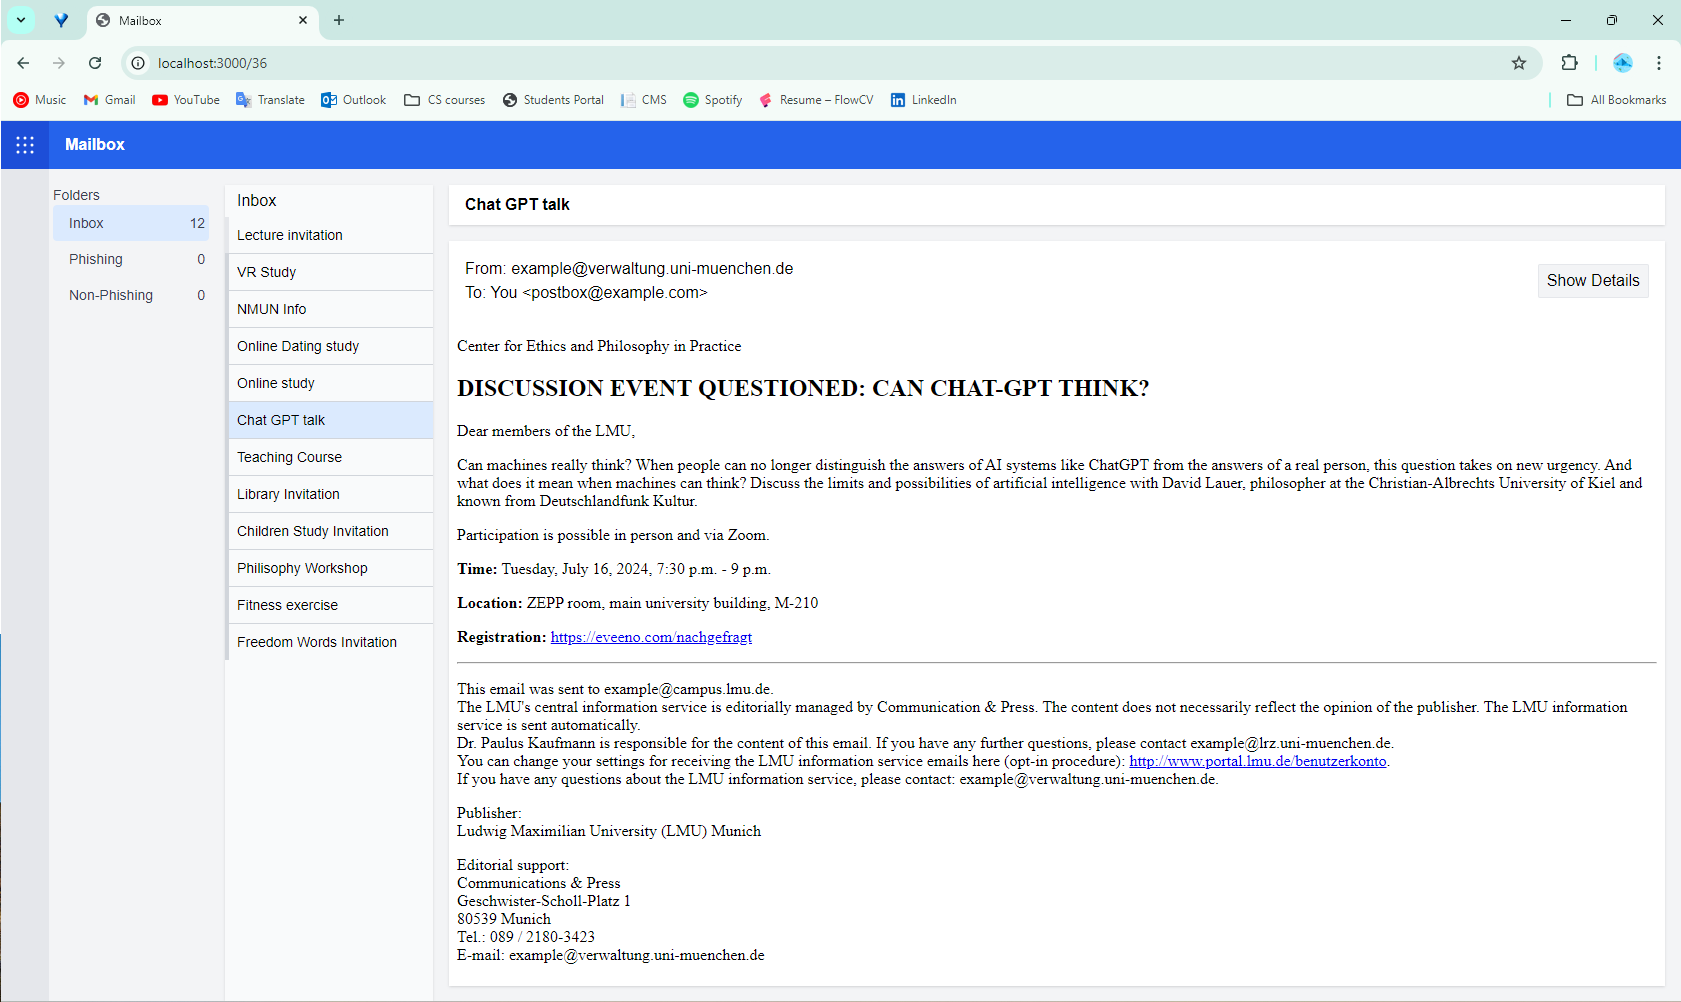 Mailbox
localhost:3000/36
Music
Gmail
YouTube
Translate
Outlook
CS courses
Students Portal
CMS
Spotify
Resume – FlowCV
LinkedIn
All Bookmarks
Mailbox
Folders
Inbox 12
Phishing 0
Non-Phishing 0
Inbox
Lecture invitation
VR Study
NMUN Info
Online Dating study
Online study
Chat GPT talk
Teaching Course
Library Invitation
Children Study Invitation
Philisophy Workshop
Fitness exercise
Freedom Words Invitation
Chat GPT talk
From: example@verwaltung.uni-muenchen.de
To: You <postbox@example.com>
Show Details
Center for Ethics and Philosophy in Practice
DISCUSSION EVENT QUESTIONED: CAN CHAT-GPT THINK?
Dear members of the LMU,
Can machines really think? When people can no longer distinguish the answers of AI systems like ChatGPT from the answers of a real person, this question takes on new urgency. And
what does it mean when machines can think? Discuss the limits and possibilities of artificial intelligence with David Lauer, philosopher at the Christian-Albrechts University of Kiel and
known from Deutschlandfunk Kultur.
Participation is possible in person and via Zoom.
Time: Tuesday, July 16, 2024, 7:30 p.m. - 9 p.m.
Location: ZEPP room, main university building, M-210
Registration: https://eveeno.com/nachgefragt
This email was sent to example@campus.lmu.de.
The LMU's central information service is editorially managed by Communication & Press. The content does not necessarily reflect the opinion of the publisher. The LMU information
service is sent automatically.
Dr. Paulus Kaufmann is responsible for the content of this email. If you have any further questions, please contact example@lrz.uni-muenchen.de.
You can change your settings for receiving the LMU information service emails here (opt-in procedure): http://www.portal.lmu.de/benutzerkonto.
If you have any questions about the LMU information service, please contact: example@verwaltung.uni-muenchen.de.
Publisher:
Ludwig Maximilian University (LMU) Munich
Editorial support:
Communications & Press
Geschwister-Scholl-Platz 1
80539 Munich
Tel.: 089 / 2180-3423
E-mail: example@verwaltung.uni-muenchen.de